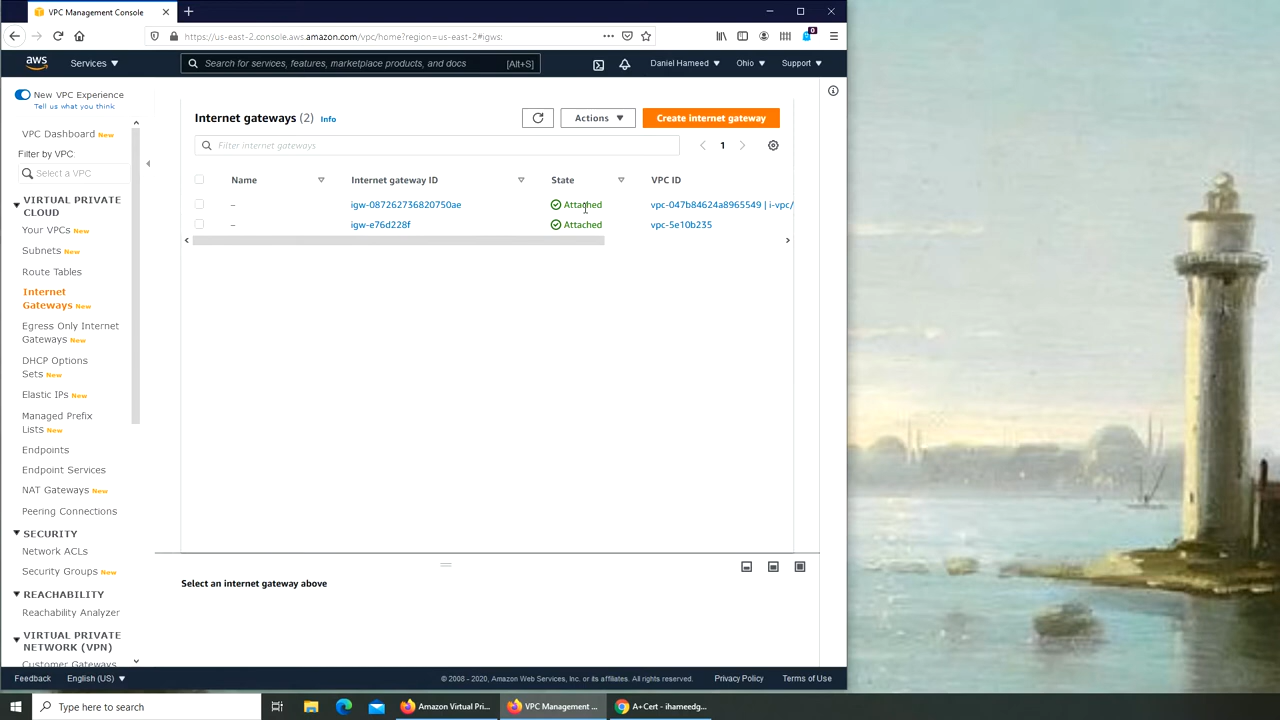 VPC Management Console
https://us-east-2.console.aws.amazon.com/vpc/home?region=us-east-2#igws:
0
aws
Services
Search for services, features, marketplace products, and docs
[Alt+S]
Daniel Hameed
Ohio
Support
New VPC Experience
Tell us what you think
VPC Dashboard New
Filter by VPC:
Select a VPC
VIRTUAL PRIVATE
CLOUD
Your VPCs New
Subnets New
Route Tables
Internet
Gateways New
Egress Only Internet
Gateways New
DHCP Options
Sets New
Elastic IPs New
Managed Prefix
Lists New
Endpoints
Endpoint Services
NAT Gateways New
Peering Connections
SECURITY
Network ACLs
Security Groups New
REACHABILITY
Reachability Analyzer
VIRTUAL PRIVATE
NETWORK (VPN)
Customer Gateways
Internet gateways (2) Info
Actions
Create internet gateway
Filter internet gateways
1
Name
Internet gateway ID
State
VPC ID
– igw-087262736820750ae Attached vpc-047b84624a8965549 | i-vpc/
– igw-e76d228f Attached vpc-5e10b235
Select an internet gateway above
Feedback
English (US)
© 2008 - 2020, Amazon Web Services, Inc. or its affiliates. All rights reserved.
Privacy Policy
Terms of Use
Type here to search
Amazon Virtual Pri...
VPC Management ...
A+Cert - ihameedg...